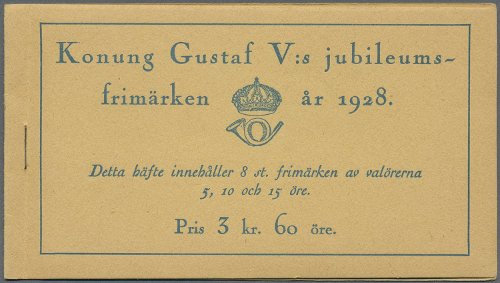 Konung Gustaf V:s jubileums-
frimärken år 1928.
Detta häfte innehåller 8 st. frimärken av valörerna
5, 10 och 15 öre.
Pris 3 kr. 60 öre.